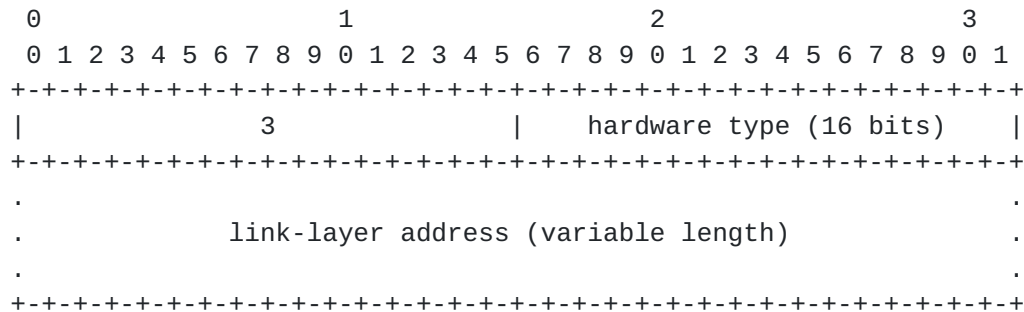 0                   1                   2                   3
0 1 2 3 4 5 6 7 8 9 0 1 2 3 4 5 6 7 8 9 0 1 2 3 4 5 6 7 8 9 0 1
+-+-+-+-+-+-+-+-+-+-+-+-+-+-+-+-+-+-+-+-+-+-+-+-+-+-+-+-+-+-+-+-+
|               3               |    hardware type (16 bits)    |
+-+-+-+-+-+-+-+-+-+-+-+-+-+-+-+-+-+-+-+-+-+-+-+-+-+-+-+-+-+-+-+-+
.                                                               .
.             link-layer address (variable length)              .
.                                                               .
+-+-+-+-+-+-+-+-+-+-+-+-+-+-+-+-+-+-+-+-+-+-+-+-+-+-+-+-+-+-+-+-+